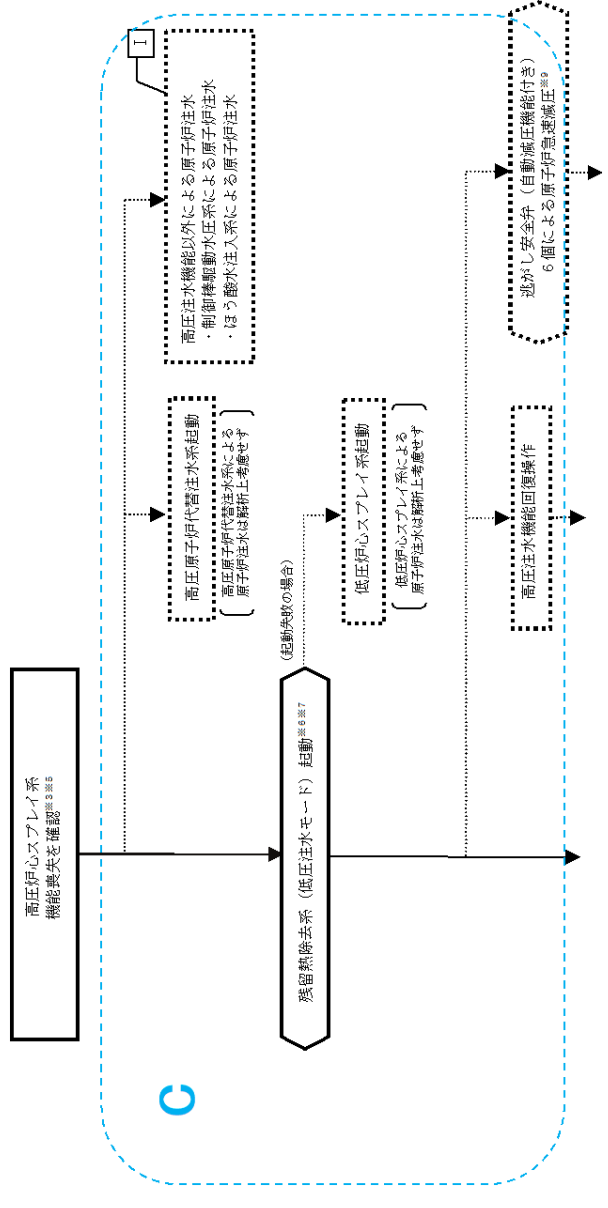 高圧炉心スプレイ系
機能喪失を確認※3※5
I
高圧注水機能以外による原子炉注水
・制御棒駆動水圧系による原子炉注水
・ほう酸水注入系による原子炉注水
高圧原子炉代替注水系起動
高圧原子炉代替注水系による
原子炉注水は解析上考慮せず
C
残留熱除去系（低圧注水モード）起動※6※7
（起動失敗の場合）
低圧炉心スプレイ系起動
低圧炉心スプレイ系による
原子炉注水は解析上考慮せず
高圧注水機能回復操作
逃がし安全弁（自動減圧機能付き）
６個による原子炉急速減圧※9